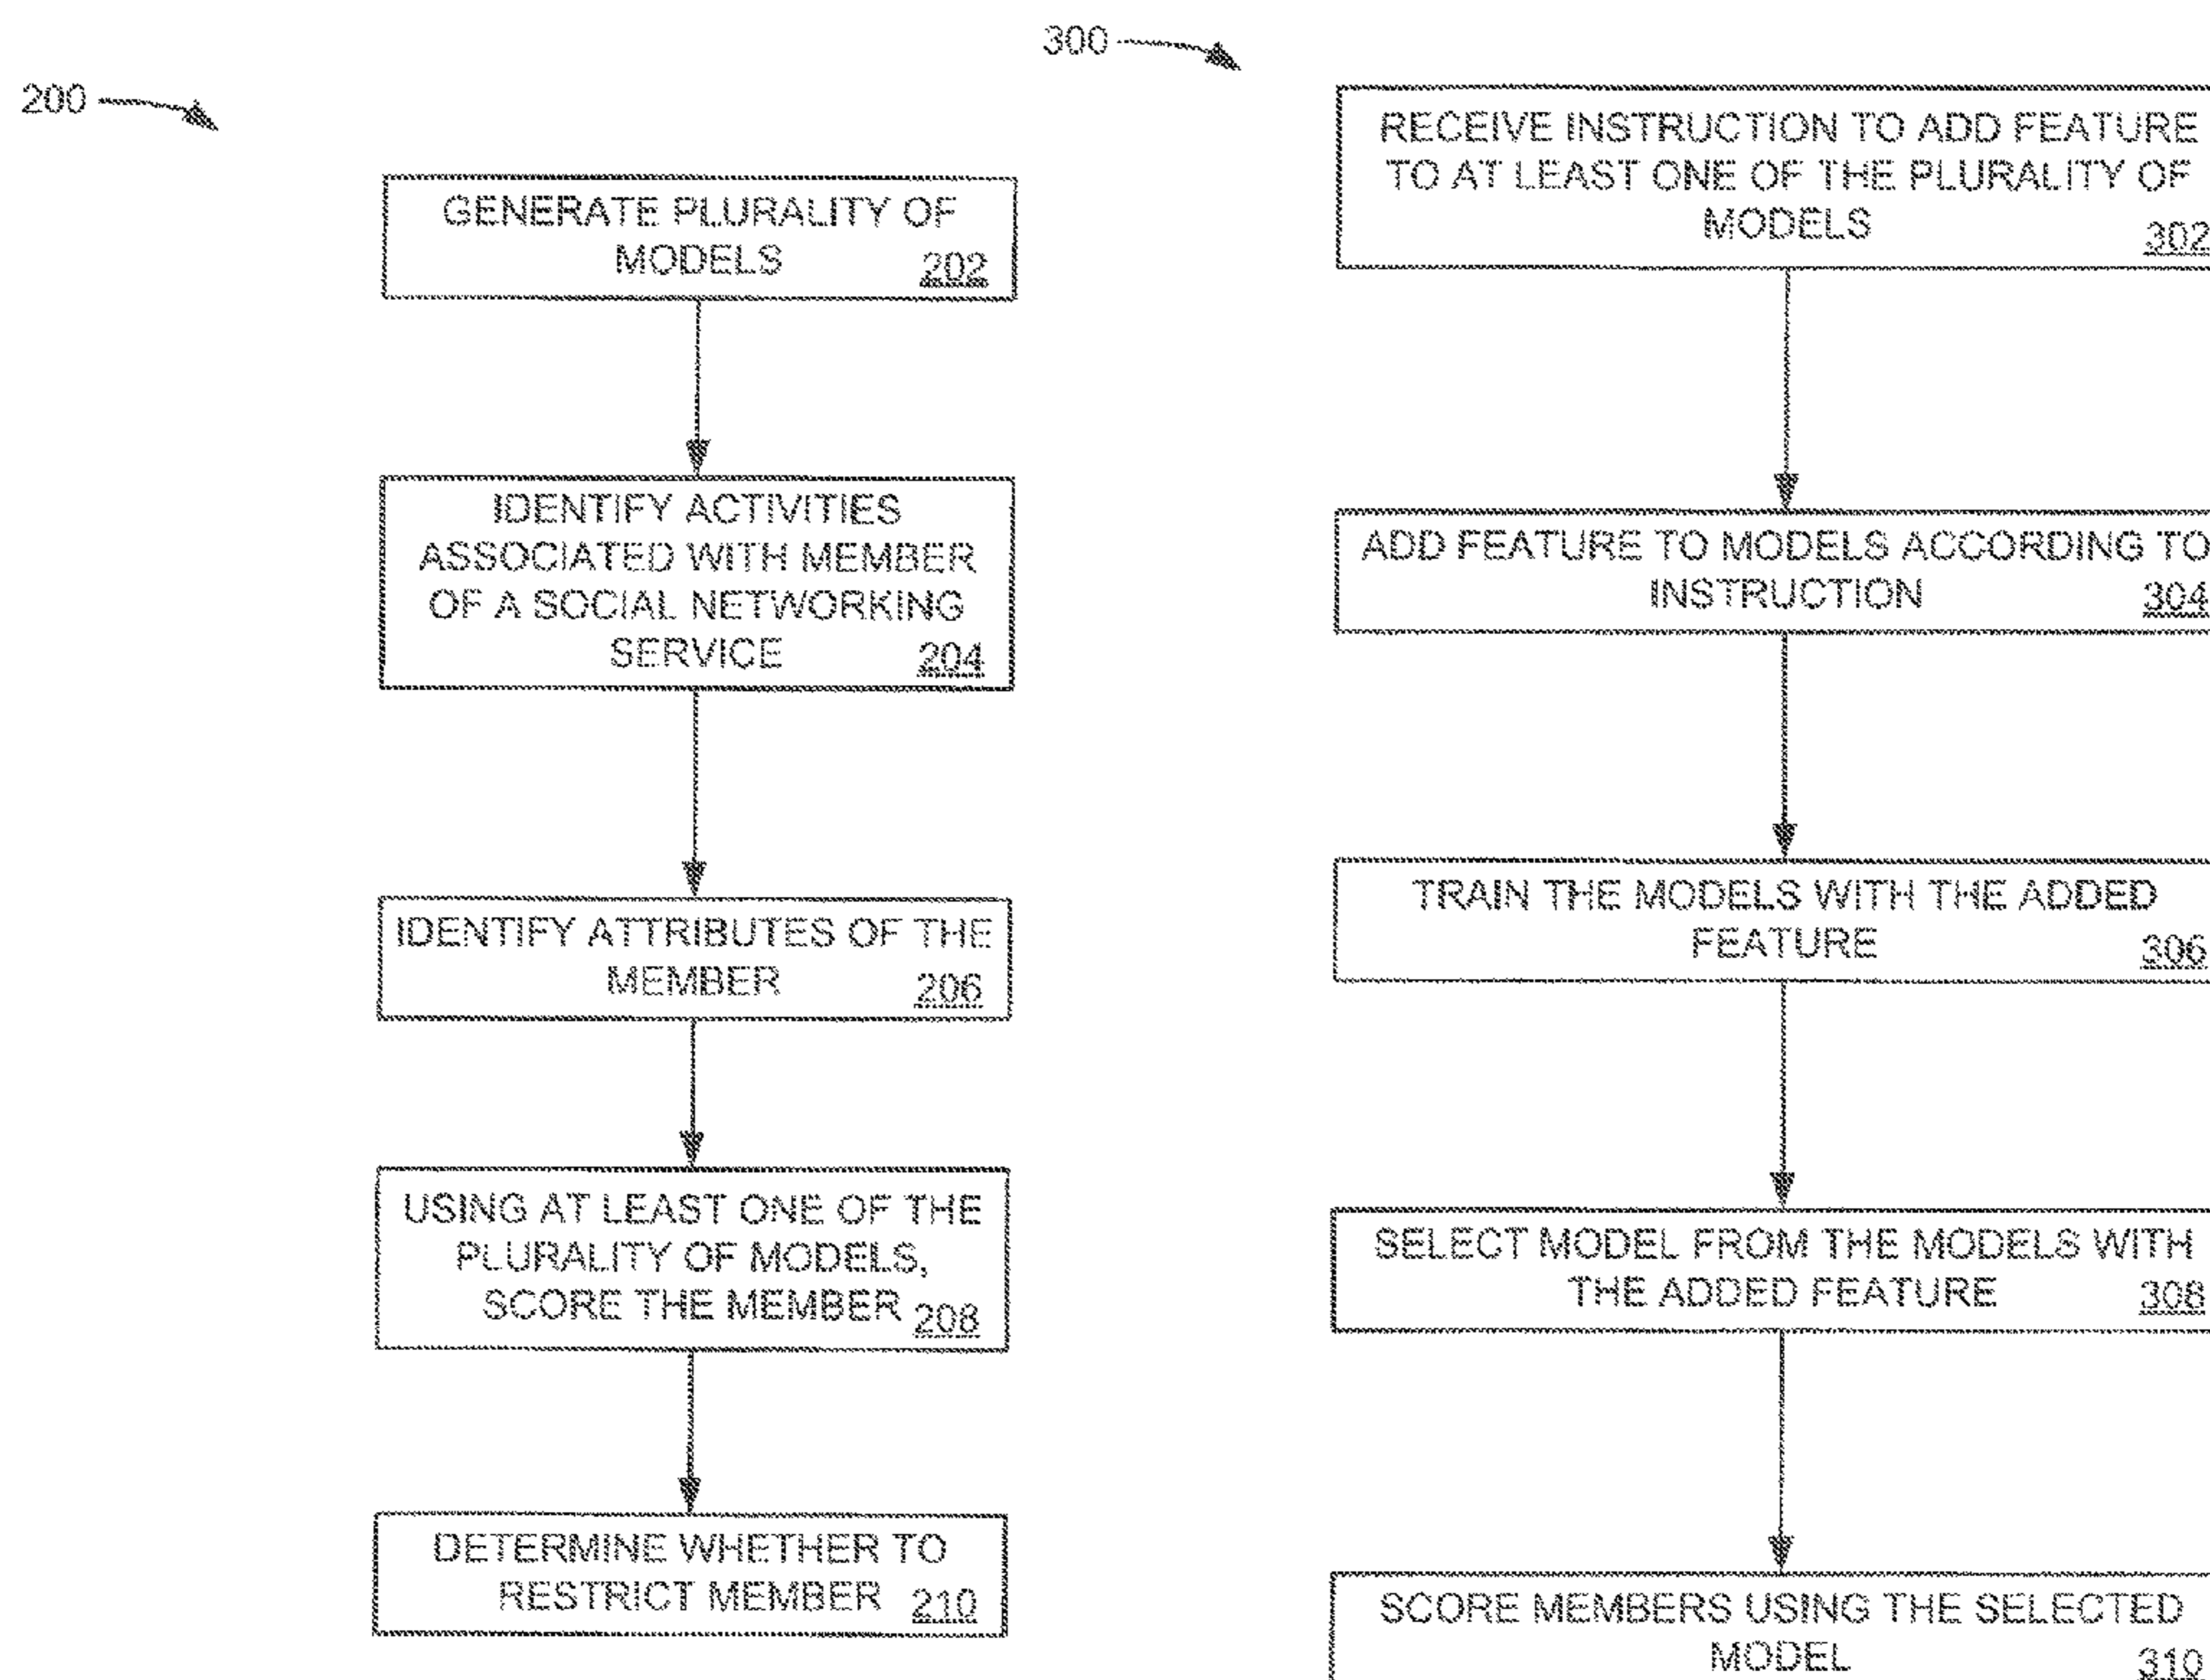 200
GENERATE PLURALITY OF
MODELS 202
IDENTIFY ACTIVITIES
ASSOCIATED WITH MEMBER
OF A SOCIAL NETWORKING
SERVICE 204
IDENTIFY ATTRIBUTES OF THE
MEMBER 206
USING AT LEAST ONE OF THE
PLURALITY OF MODELS,
SCORE THE MEMBER 208
DETERMINE WHETHER TO
RESTRICT MEMBER 210
300
RECEIVE INSTRUCTION TO ADD FEATURE
TO AT LEAST ONE OF THE PLURALITY OF
MODELS 302
ADD FEATURE TO MODELS ACCORDING TO
INSTRUCTION 304
TRAIN THE MODELS WITH THE ADDED
FEATURE 306
SELECT MODEL FROM THE MODELS WITH
THE ADDED FEATURE 308
SCORE MEMBERS USING THE SELECTED
MODEL 310